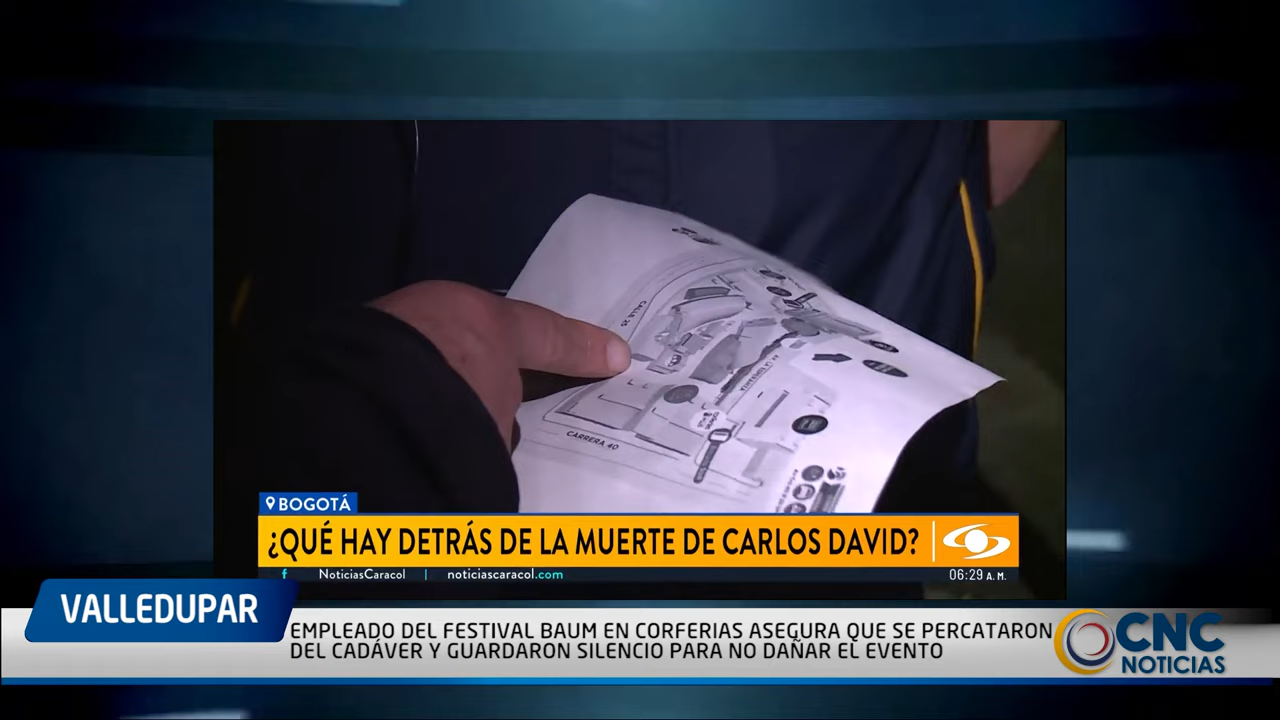 CALLE 25
CARRERA 40
BOGOTÁ
¿QUÉ HAY DETRÁS DE LA MUERTE DE CARLOS DAVID?
NoticiasCaracol | noticiascaracol.com
06:29 A.M.
VALLEDUPAR
EMPLEADO DEL FESTIVAL BAUM EN CORFERIAS ASEGURA QUE SE PERCATARON
DEL CADÁVER Y GUARDARON SILENCIO PARA NO DAÑAR EL EVENTO
CNC
NOTICIAS